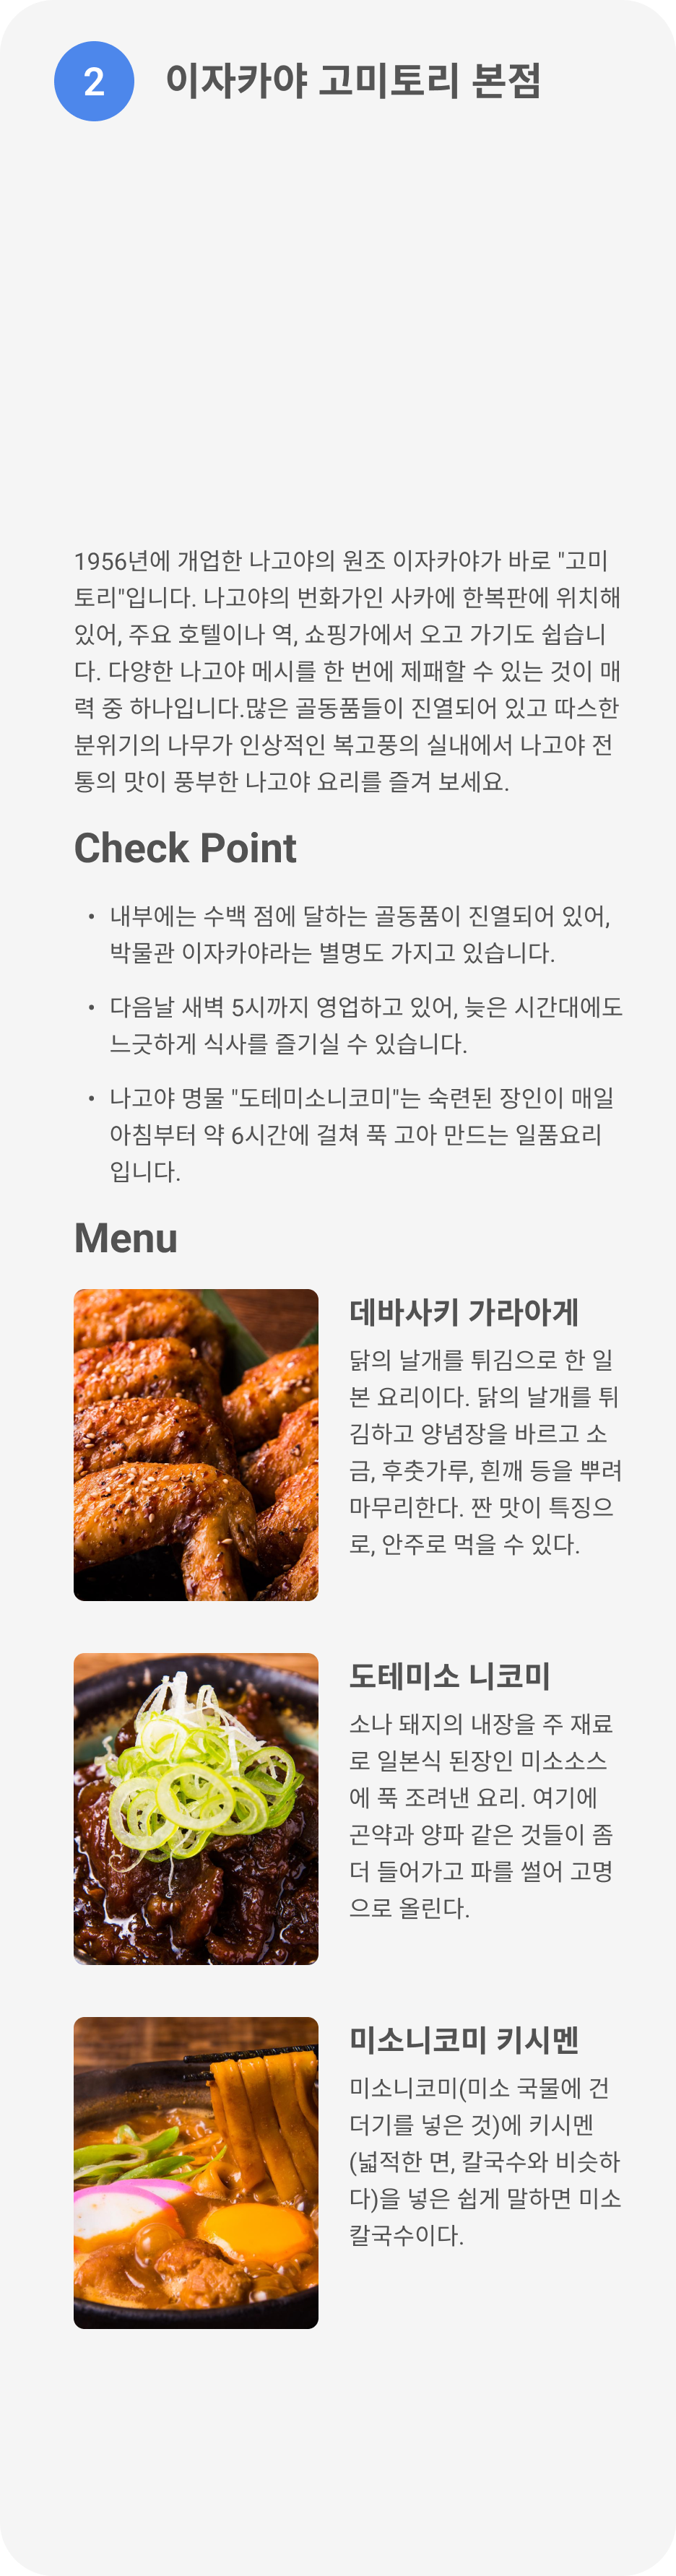 2
이자카야 고미토리 본점
1956년에 개업한 나고야의 원조 이자카야가 바로 "고미
토리"입니다. 나고야의 번화가인 사카에 한복판에 위치해
있어, 주요 호텔이나 역, 쇼핑가에서 오고 가기도 쉽습니
다. 다양한 나고야 메시를 한 번에 제패할 수 있는 것이 매
력 중 하나입니다.많은 골동품들이 진열되어 있고 따스한
분위기의 나무가 인상적인 복고풍의 실내에서 나고야 전
통의 맛이 풍부한 나고야 요리를 즐겨 보세요.
Check Point
• 내부에는 수백 점에 달하는 골동품이 진열되어 있어,
박물관 이자카야라는 별명도 가지고 있습니다.
• 다음날 새벽 5시까지 영업하고 있어, 늦은 시간대에도
느긋하게 식사를 즐기실 수 있습니다.
• 나고야 명물 "도테미소니코미"는 숙련된 장인이 매일
아침부터 약 6시간에 걸쳐 푹 고아 만드는 일품요리
입니다.
Menu
데바사키 가라아게
닭의 날개를 튀김으로 한 일
본 요리이다. 닭의 날개를 튀
김하고 양념장을 바르고 소
금, 후춧가루, 흰깨 등을 뿌려
마무리한다. 짠 맛이 특징으
로, 안주로 먹을 수 있다.
도테미소 니코미
소나 돼지의 내장을 주 재료
로 일본식 된장인 미소소스
에 푹 조려낸 요리. 여기에
곤약과 양파 같은 것들이 좀
더 들어가고 파를 썰어 고명
으로 올린다.
미소니코미 키시멘
미소니코미(미소 국물에 건
더기를 넣은 것)에 키시멘
(넓적한 면, 칼국수와 비슷하
다)을 넣은 쉽게 말하면 미소
칼국수이다.